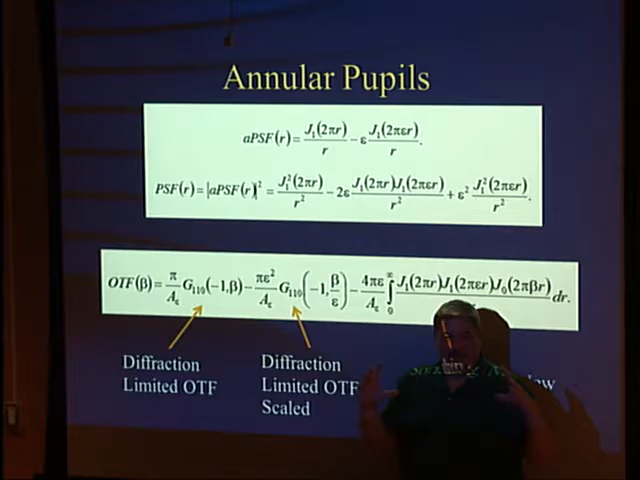 Annular Pupils
aPSF(r) = J₁(2πr)/r − ε J₁(2πεr)/r.
PSF(r) = |aPSF(r)|² = J₁²(2πr)/r² − 2ε J₁(2πr)J₁(2πεr)/r² + ε² J₁²(2πεr)/r².
OTF(β) = π/A_ε G₁₁₀(−1,β) − πε²/A_ε G₁₁₀(−1, β/ε) − 4πε/A_ε ∫₀^∞ J₁(2πr)J₁(2πεr)J₀(2πβr) dr.
Diffraction
Limited OTF
Diffraction
Limited OTF
Scaled